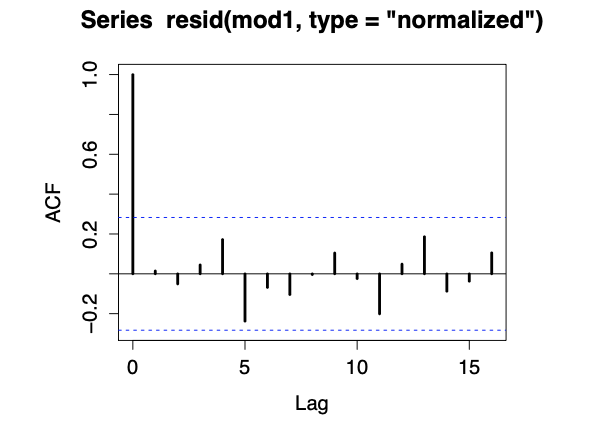 Series resid(mod1, type = "normalized")
ACF
1.0
0.6
0.2
−0.2
0 5 10 15
Lag